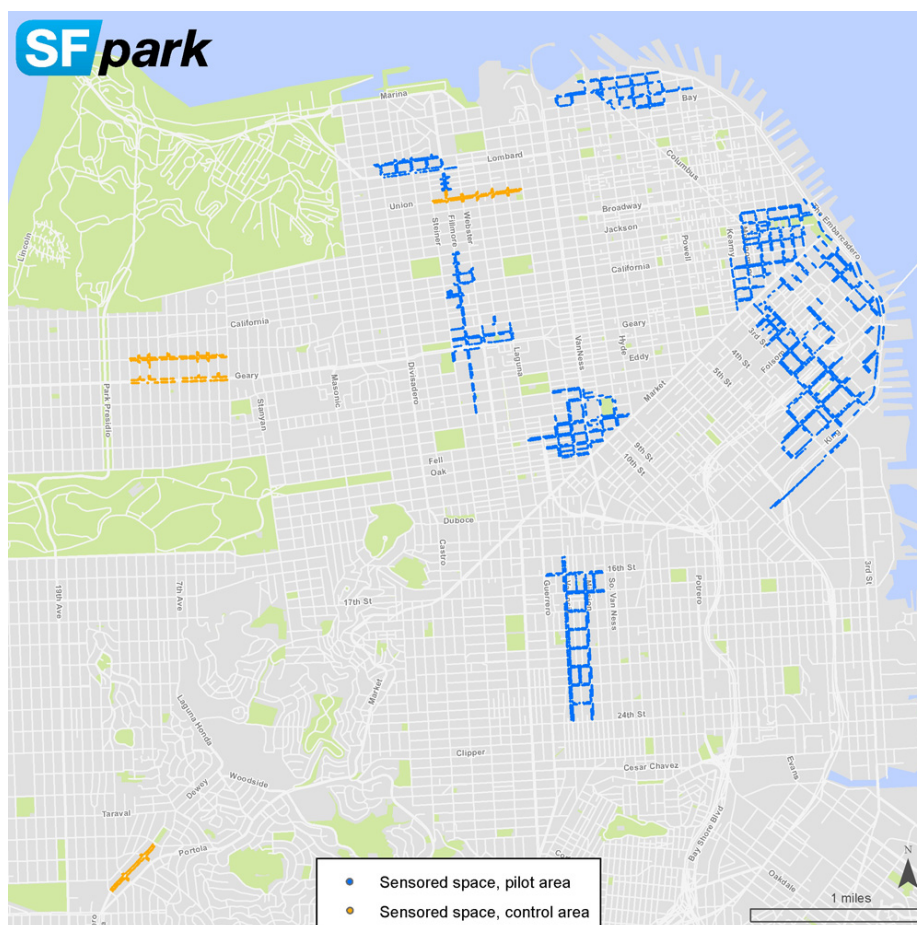 SFpark
Marina
Bay
Columbus
Lombard
The Embarcadero
Union
Broadway
Webster
Fillmore
Steiner
Jackson
Kearny
Powell
Lincoln
California
California
Geary
3rd St
Hyde
Eddy
VanNess
Laguna
4th St
Folsom
Geary
Divisadero
Masonic
5th St
Market
Park Presidio
Stanyan
King
9th St
10th St
Fell
Oak
Duboce
Castro
16th St
3rd St
19th Ave
7th Ave
17th St
Guerrero
So. Van Ness
Potrero
Market
Laguna Honda
24th St
Clipper
Cesar Chavez
Evans
Woodside
Dewey
Taraval
Portola
Bay Shore Blvd
N
Oakdale
Sensored space, pilot area
Sensored space, control area
1 miles